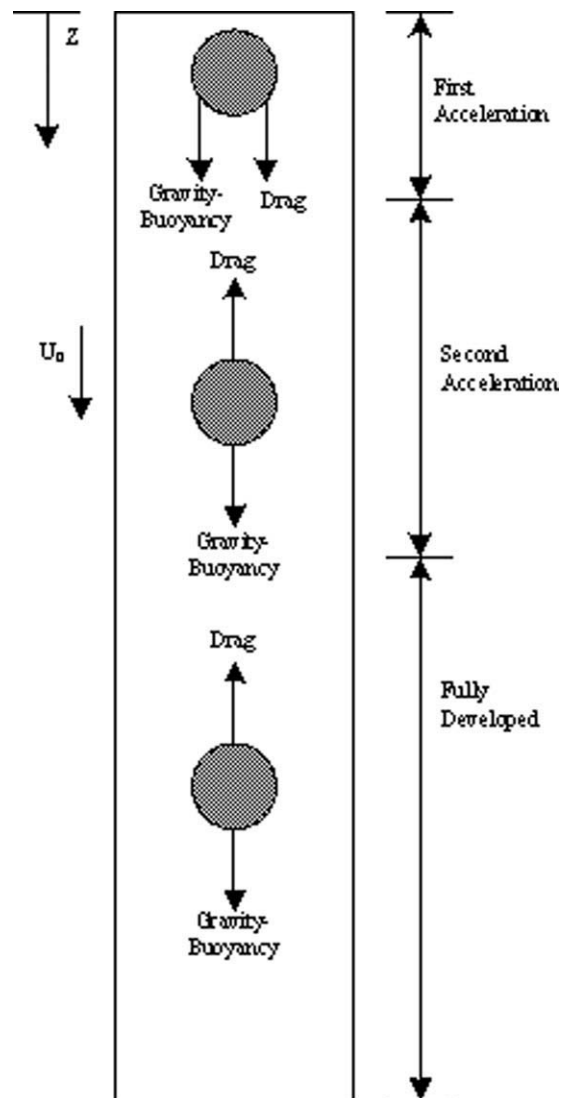 Z
First
Acceleration
Gravity-
Buoyancy
Drag
Drag
U₀
Second
Acceleration
Gravity-
Buoyancy
Drag
Fully
Developed
Gravity-
Buoyancy